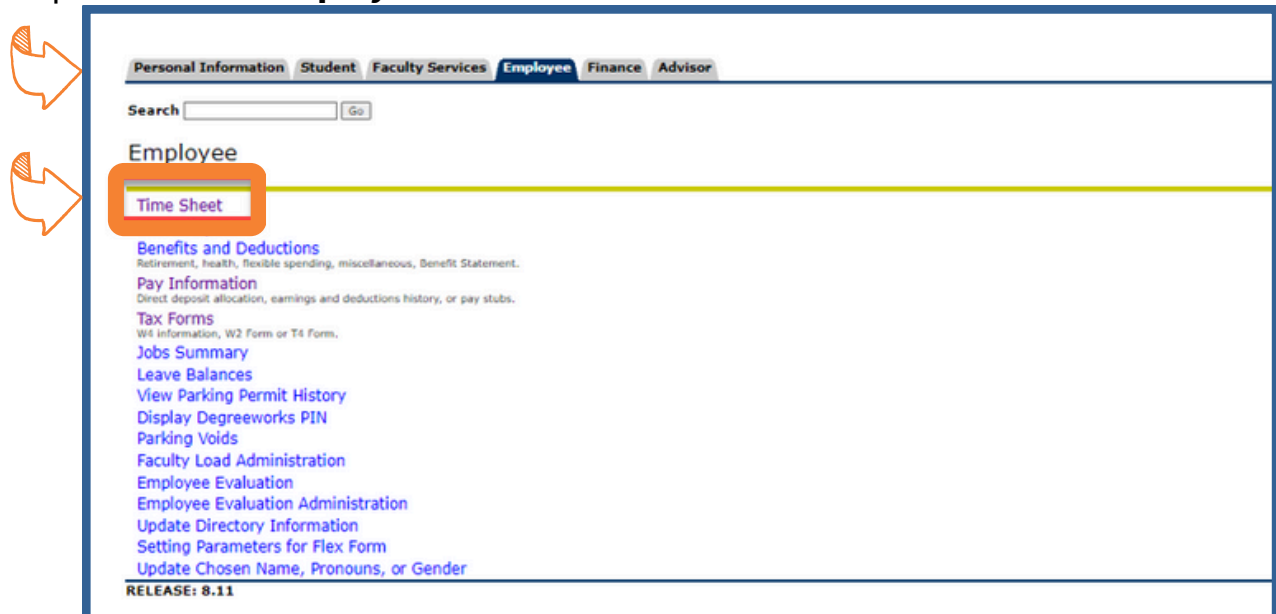 Personal Information Student Faculty Services Employee Finance Advisor
Search Go
Employee
Time Sheet
Benefits and Deductions
Retirement, health, flexible spending, miscellaneous, Benefit Statement.
Pay Information
Direct deposit allocation, earnings and deductions history, or pay stubs.
Tax Forms
W4 information, W2 Form or T4 Form.
Jobs Summary
Leave Balances
View Parking Permit History
Display Degreeworks PIN
Parking Voids
Faculty Load Administration
Employee Evaluation
Employee Evaluation Administration
Update Directory Information
Setting Parameters for Flex Form
Update Chosen Name, Pronouns, or Gender
RELEASE: 8.11